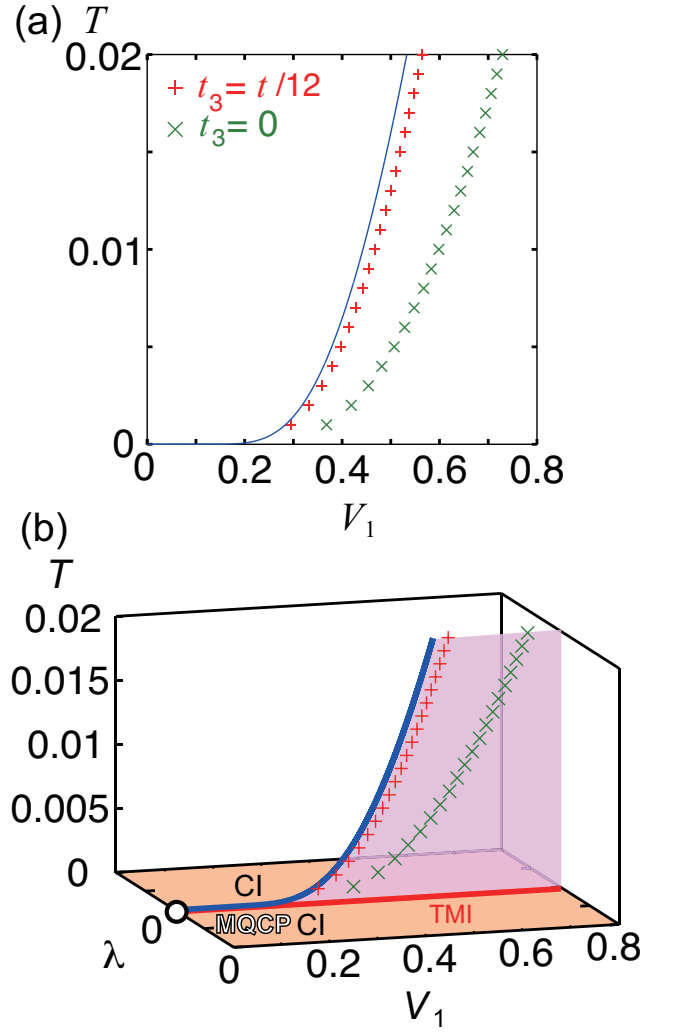 (a) T
0.02
+ t₃ = t /12
× t₃ = 0
0.01
0
0 0.2 0.4 0.6 0.8
V₁
(b)
T
0.02
0.015
0.01
0.005
0
CI
MQCP CI TMI
0
λ
0 0.2 0.4 0.6 0.8
V₁